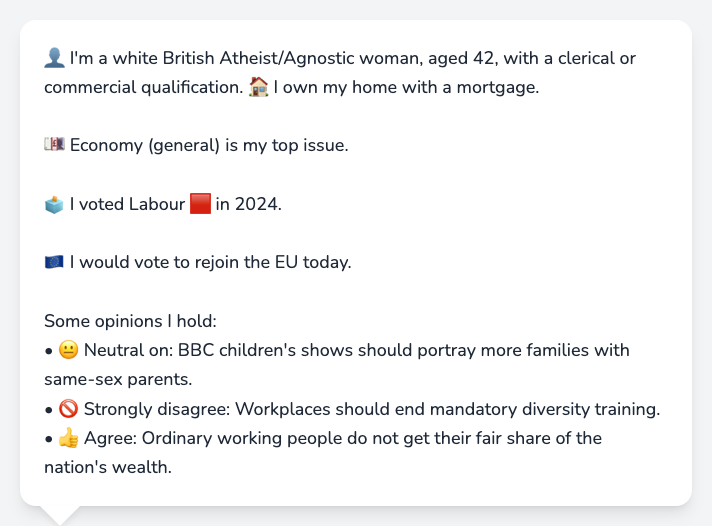 👤 I'm a white British Atheist/Agnostic woman, aged 42, with a clerical or
commercial qualification. 🏠 I own my home with a mortgage.
💷 Economy (general) is my top issue.
🗳️ I voted Labour 🟥 in 2024.
🇪🇺 I would vote to rejoin the EU today.
Some opinions I hold:
• 😐 Neutral on: BBC children's shows should portray more families with
same-sex parents.
• 🚫 Strongly disagree: Workplaces should end mandatory diversity training.
• 👍 Agree: Ordinary working people do not get their fair share of the
nation's wealth.